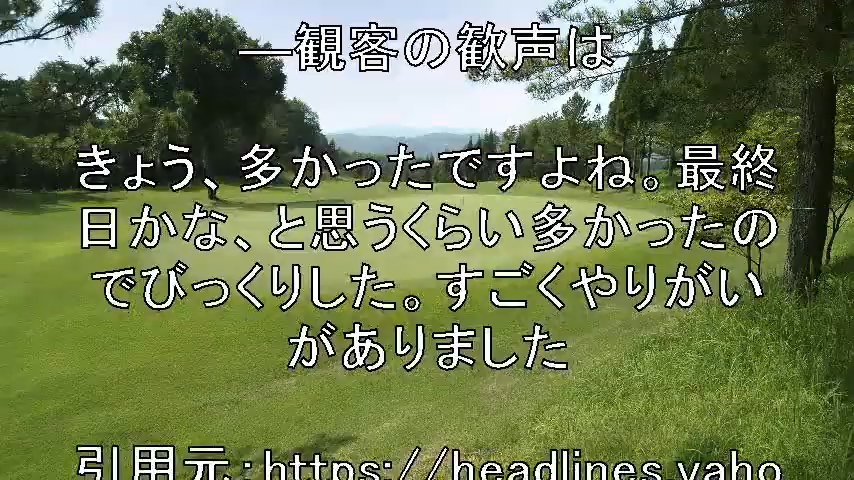 ―観客の歓声は
きょう、多かったですよね。最終
日かな、と思うくらい多かったの
でびっくりした。すごくやりがい
がありました
引用元：https://headlines.yaho